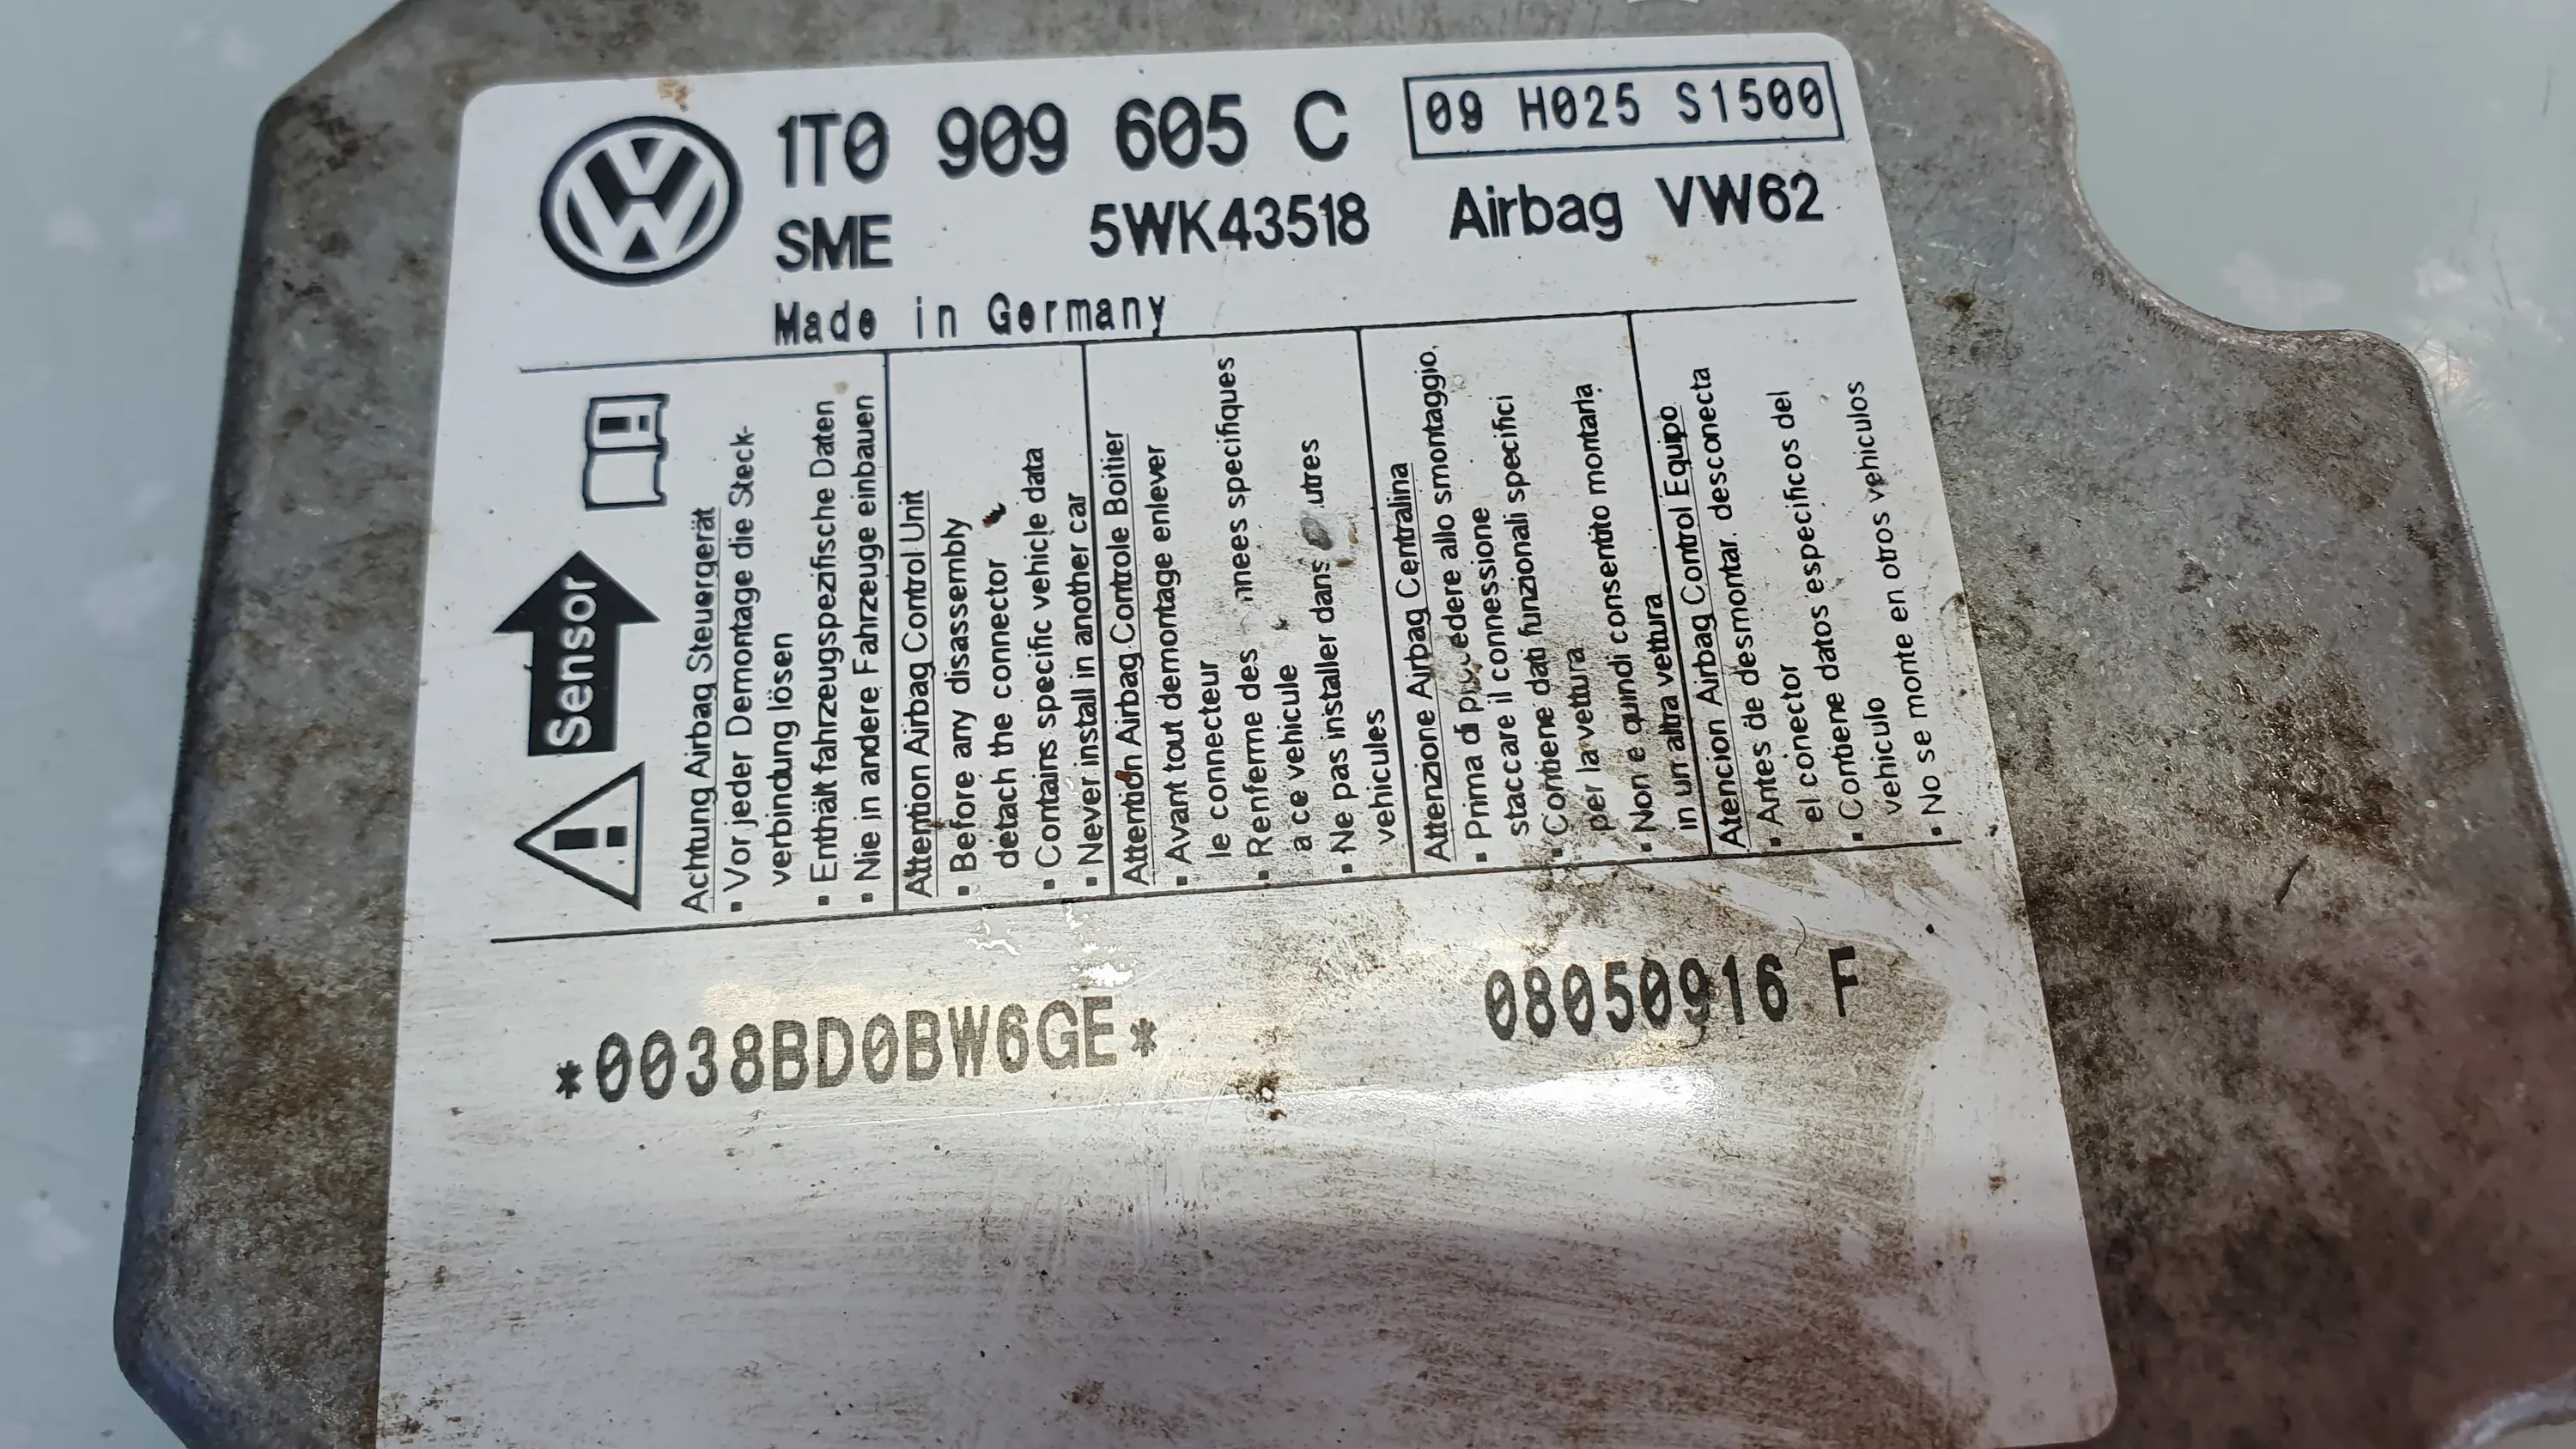 1T0 909 605 C
09 H025 S1500
SME 5WK43518 Airbag VW62
Made in Germany
Sensor
Achtung Airbag Steuergerät
▪ Vor jeder Demontage die Steck-
verbindung lösen
▪ Enthält fahrzeugspezifische Daten
▪ Nie in andere Fahrzeuge einbauen
Attention Airbag Control Unit
▪ Before any disassembly
detach the connector
▪ Contains specific vehicle data
▪ Never install in another car
Attention Airbag Controle Boitier
▪ Avant tout demontage enlever
le connecteur
▪ Renferme des specifiques
a ce vehicule
▪ Ne pas installer dans
vehicules
Attenzione Airbag Centralina
▪ Prima di allo smontaggio,
staccare il connessione
▪ Contiene dati funzionali specifici
per la vettura
▪ Non e quindi consentito montarla
in un altra vettura
Atencion Airbag Control Equipo
▪ Antes de desmontar. desconecta
el conector
▪ Contiene datos especificos del
vehiculo
▪ No se monte en otros vehiculos
*0038BD0BW6GE*
08050916 F